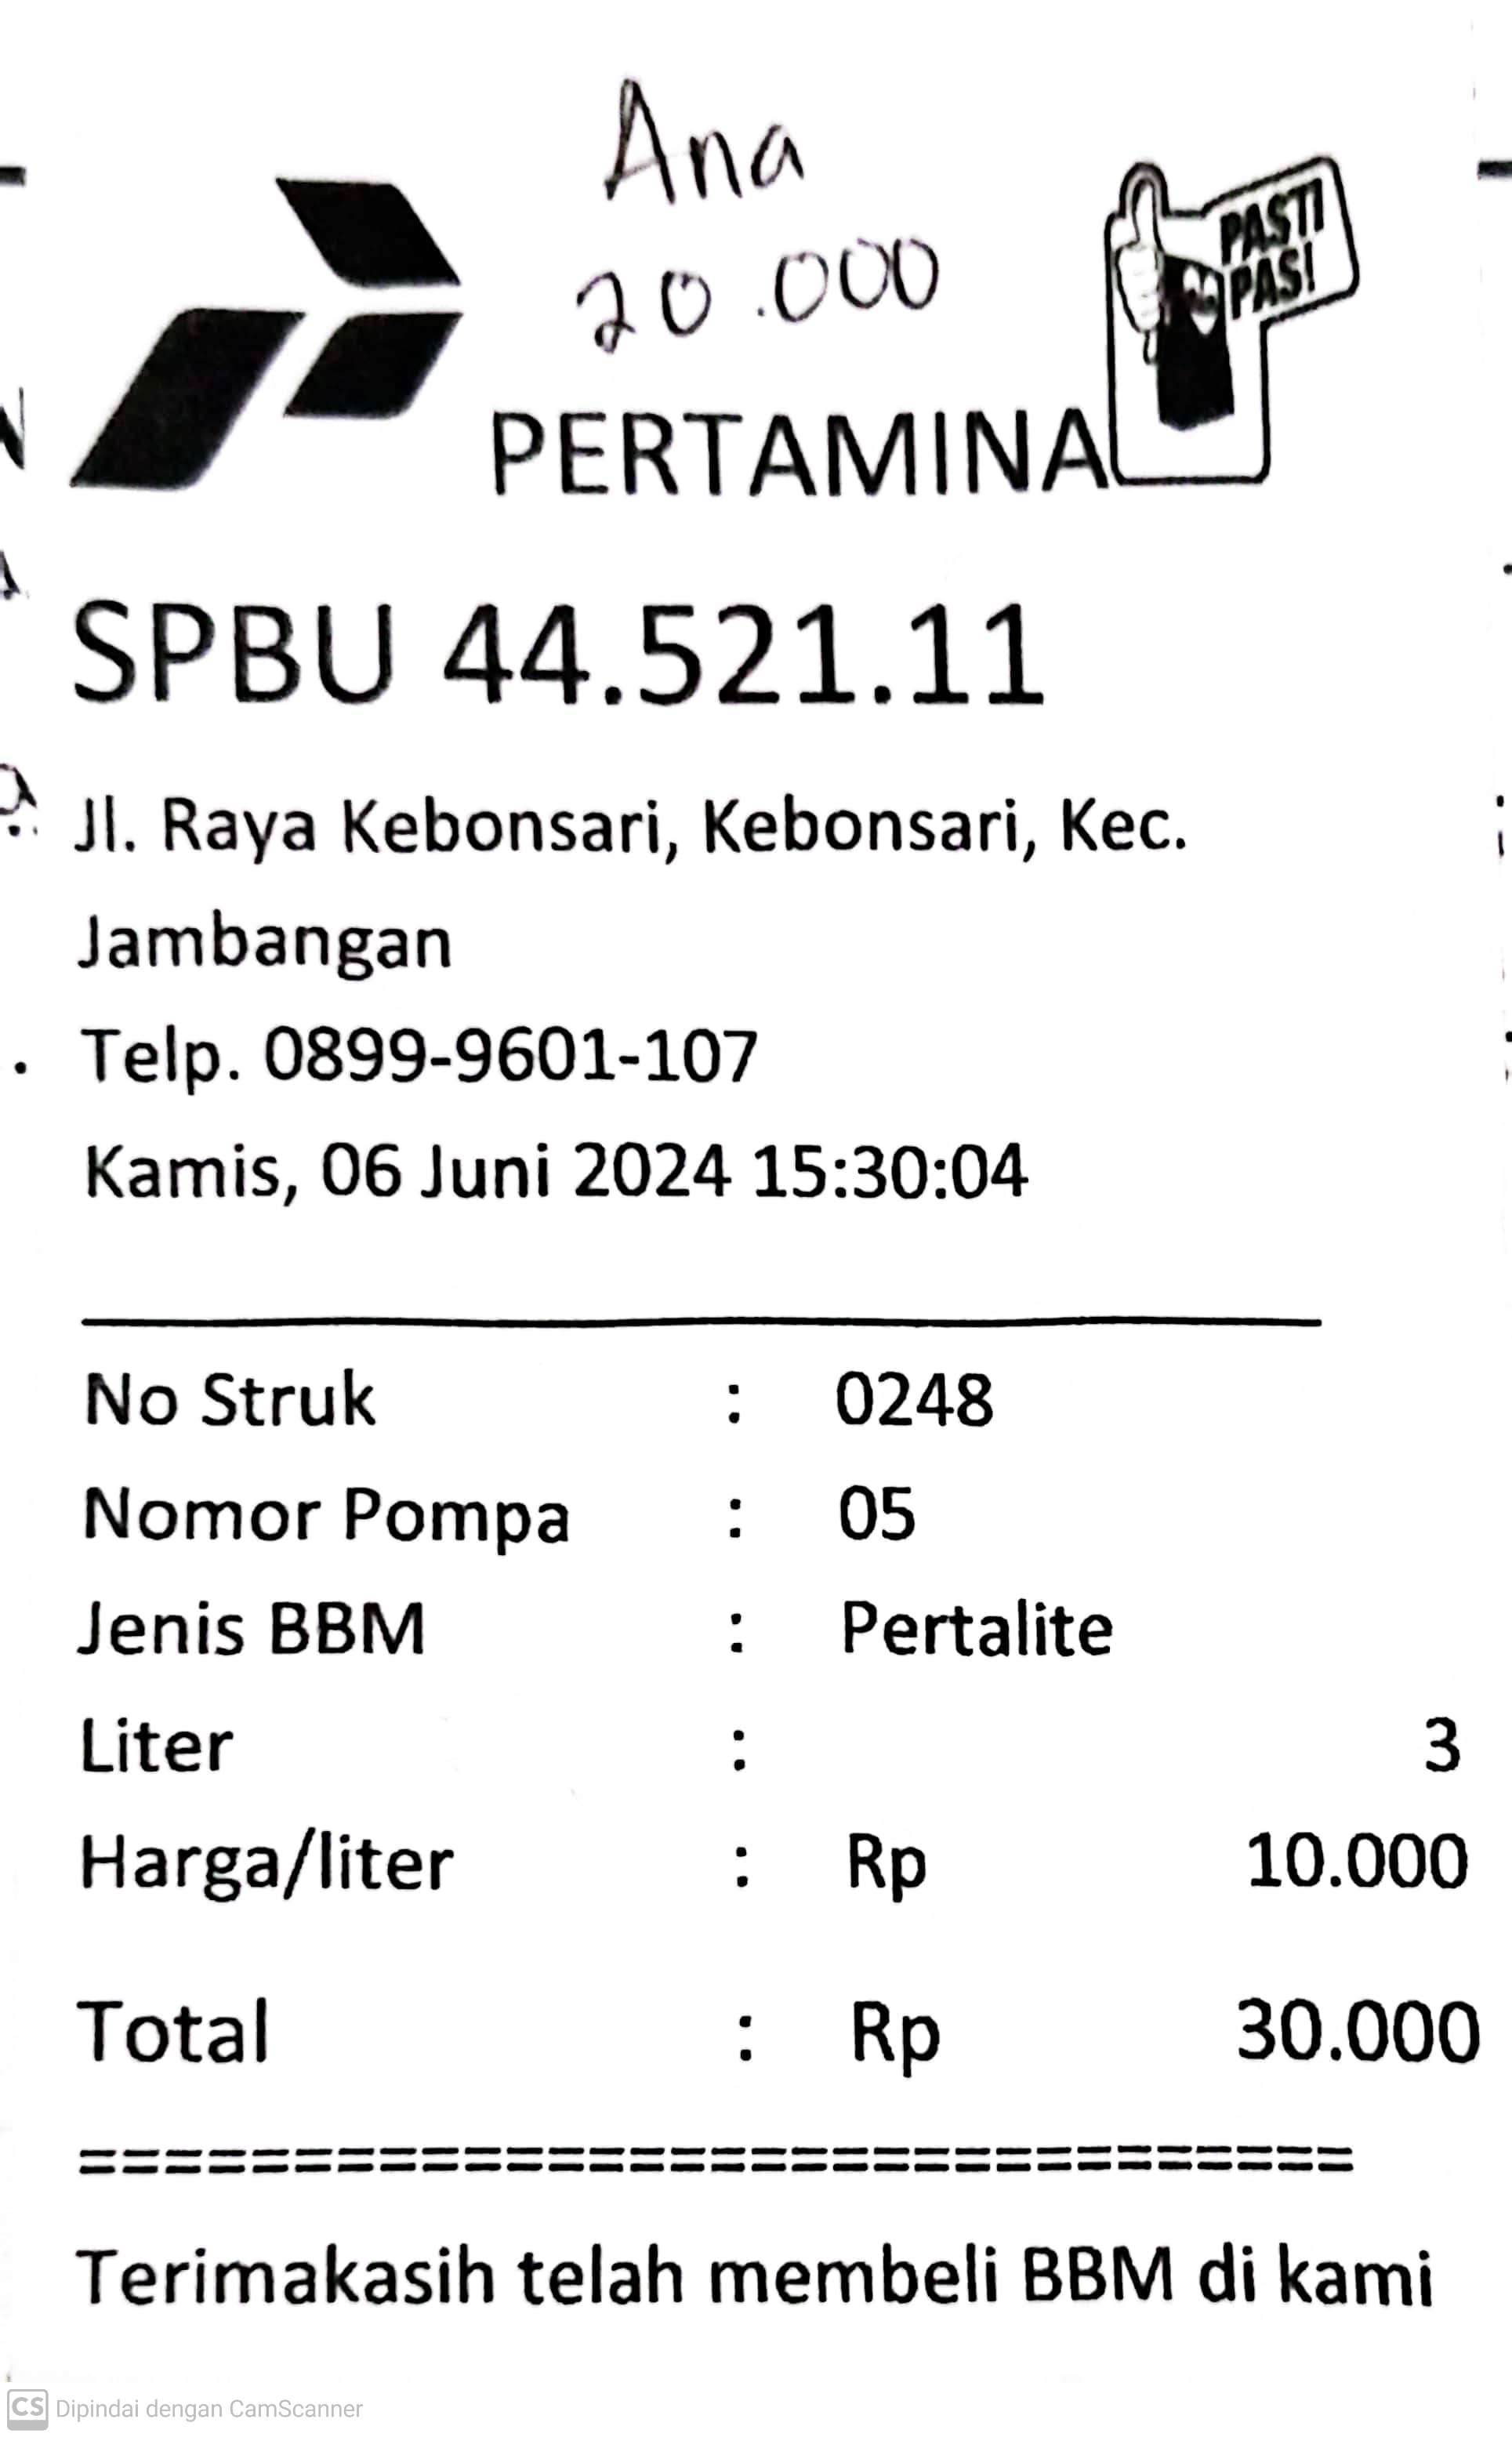 Ana
20.000
PASTI
PAS!
PERTAMINA
SPBU 44.521.11
Jl. Raya Kebonsari, Kebonsari, Kec.
Jambangan
Telp. 0899-9601-107
Kamis, 06 Juni 2024 15:30:04
No Struk : 0248
Nomor Pompa : 05
Jenis BBM : Pertalite
Liter : 3
Harga/liter : Rp 10.000
Total : Rp 30.000
==============================
Terimakasih telah membeli BBM di kami
CS Dipindai dengan CamScanner